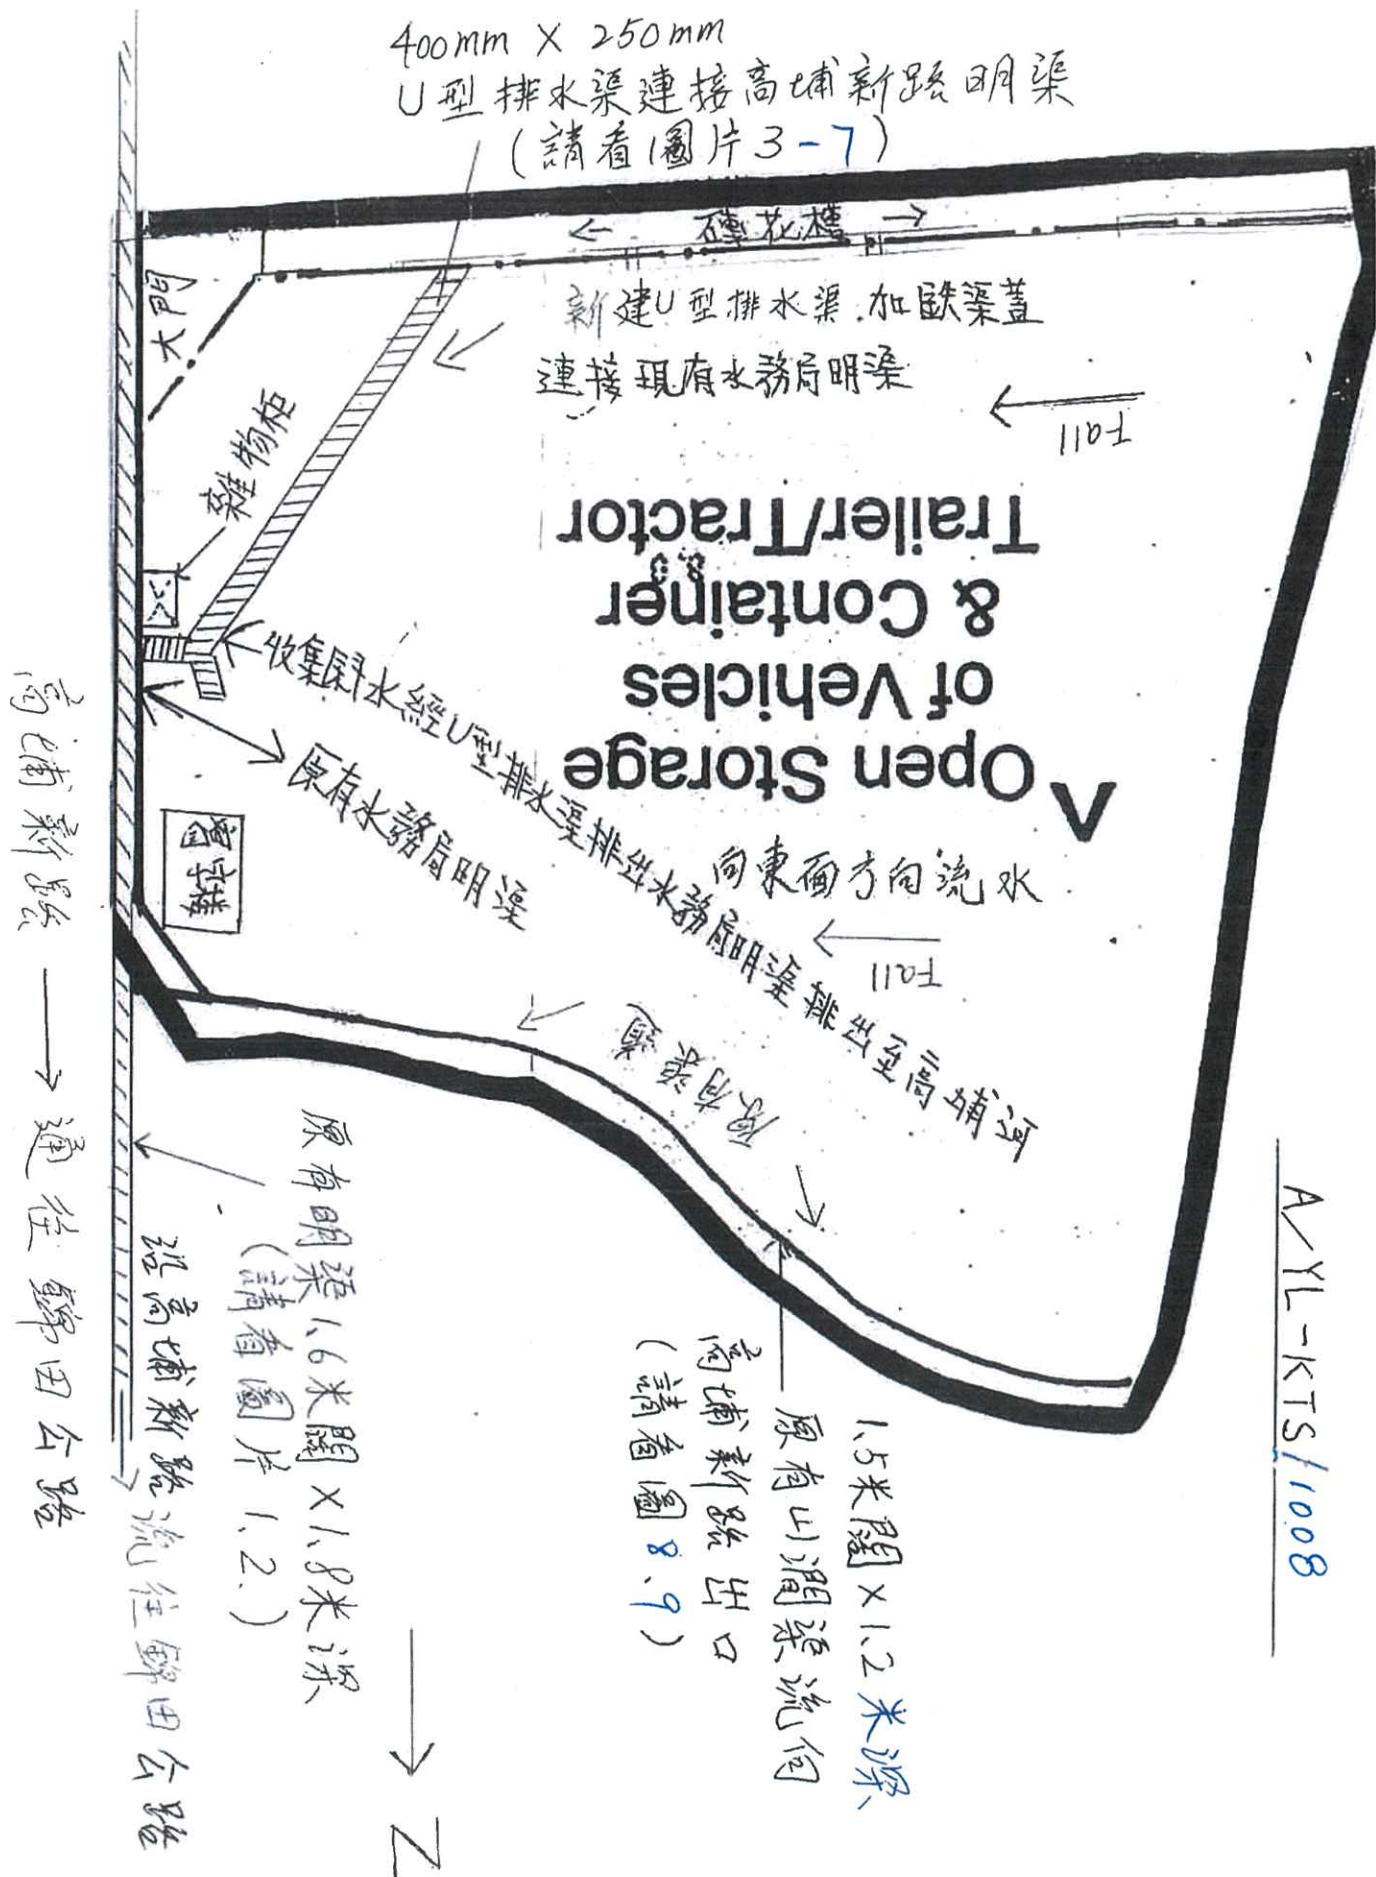 400mm X 250mm
U型排水渠連接高埔新路明渠
(請看圖片3-7)
← 磚花槽 →
大門
新建U型排水渠.加鐵渠蓋
連接現有水務局明渠
Fall
雜物柜
A Open Storage
of Vehicles
& Container
Trailer/Tractor
收集屏水經U型排水渠排出水務局明渠排出至高埔河
原有水務局明渠
寫字樓
向東面方向流水
Fall
原有渠道
高埔新路 → 通往錦田公路
原有明渠1.6米闊×1.8米深
(請看圖片1.2.)
沿高埔新路流往錦田公路
1.5米闊×1.2米深
原有山澗渠流向
高埔新路出口
(請看圖8.9)
A/YL-KTS/1008
N